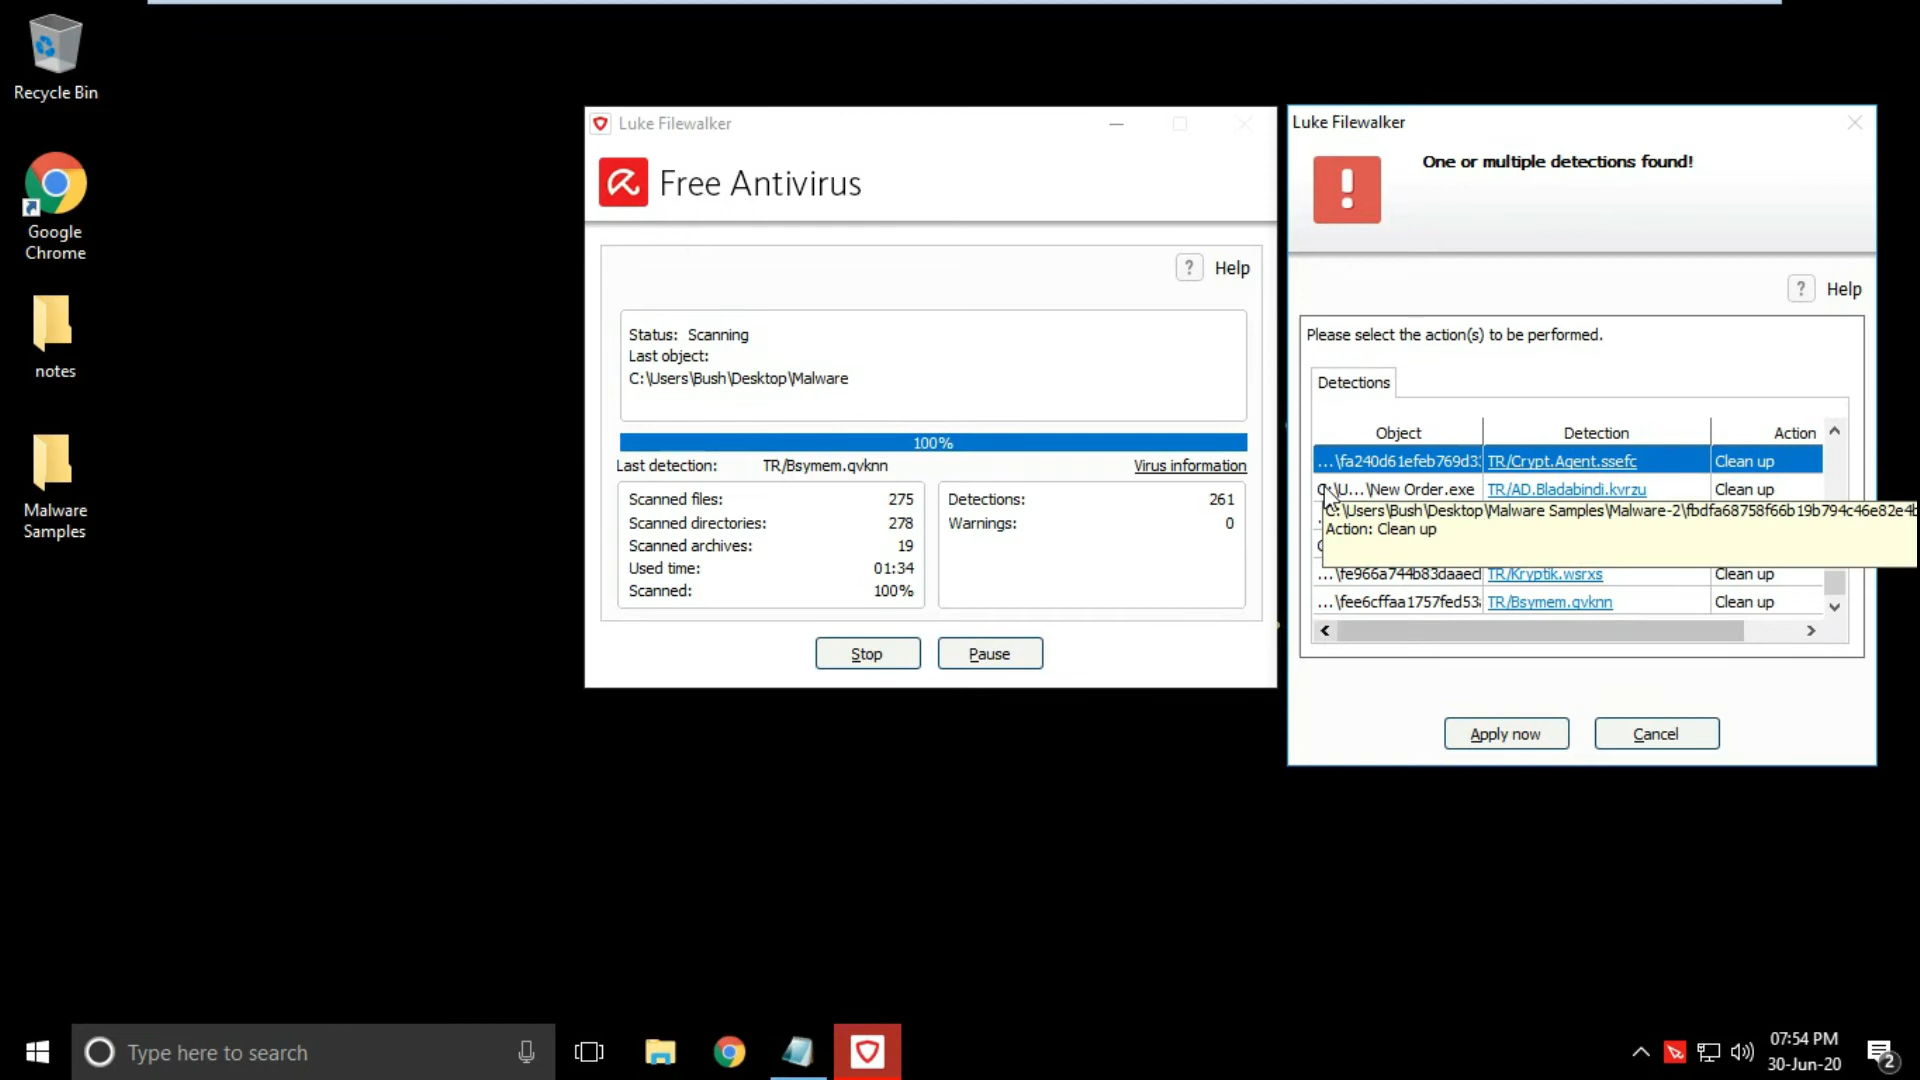 Recycle Bin
Google
Chrome
notes
Malware
Samples
Luke Filewalker
Free Antivirus
? Help
Status: Scanning
Last object:
C:\Users\Bush\Desktop\Malware
100%
Last detection: TR/Bsymem.qvknn Virus information
Scanned files: 275
Scanned directories: 278
Scanned archives: 19
Used time: 01:34
Scanned: 100%
Detections: 261
Warnings: 0
Stop Pause
Luke Filewalker
One or multiple detections found!
? Help
Please select the action(s) to be performed.
Detections
Object Detection Action
...\fa240d61efeb769d3 TR/Crypt.Agent.ssefc Clean up
\U...\New Order.exe TR/AD.Bladabindi.kvrzu Clean up
:\Users\Bush\Desktop\Malware Samples\Malware-2\fbdfa68758f66b19b794c46e82e4
Action: Clean up
...\fe966a744b83daaec TR/Kryptik.wsrxs Clean up
...\fee6cffaa1757fed53 TR/Bsymem.qvknn Clean up
Apply now Cancel
Type here to search
07:54 PM
30-Jun-20
2